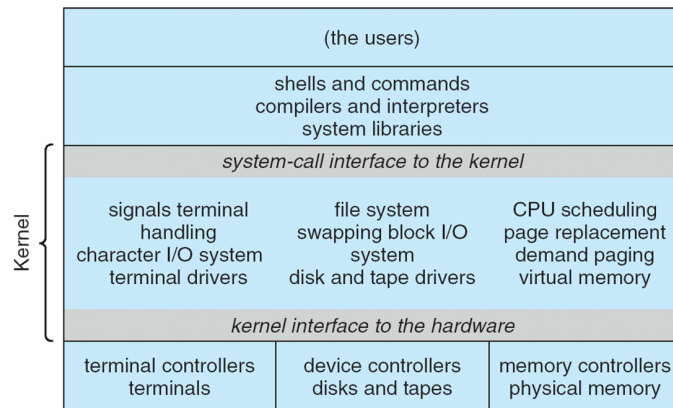 (the users)
shells and commands
compilers and interpreters
system libraries
Kernel
system-call interface to the kernel
signals terminal
handling
character I/O system
terminal drivers
file system
swapping block I/O
system
disk and tape drivers
CPU scheduling
page replacement
demand paging
virtual memory
kernel interface to the hardware
terminal controllers
terminals
device controllers
disks and tapes
memory controllers
physical memory